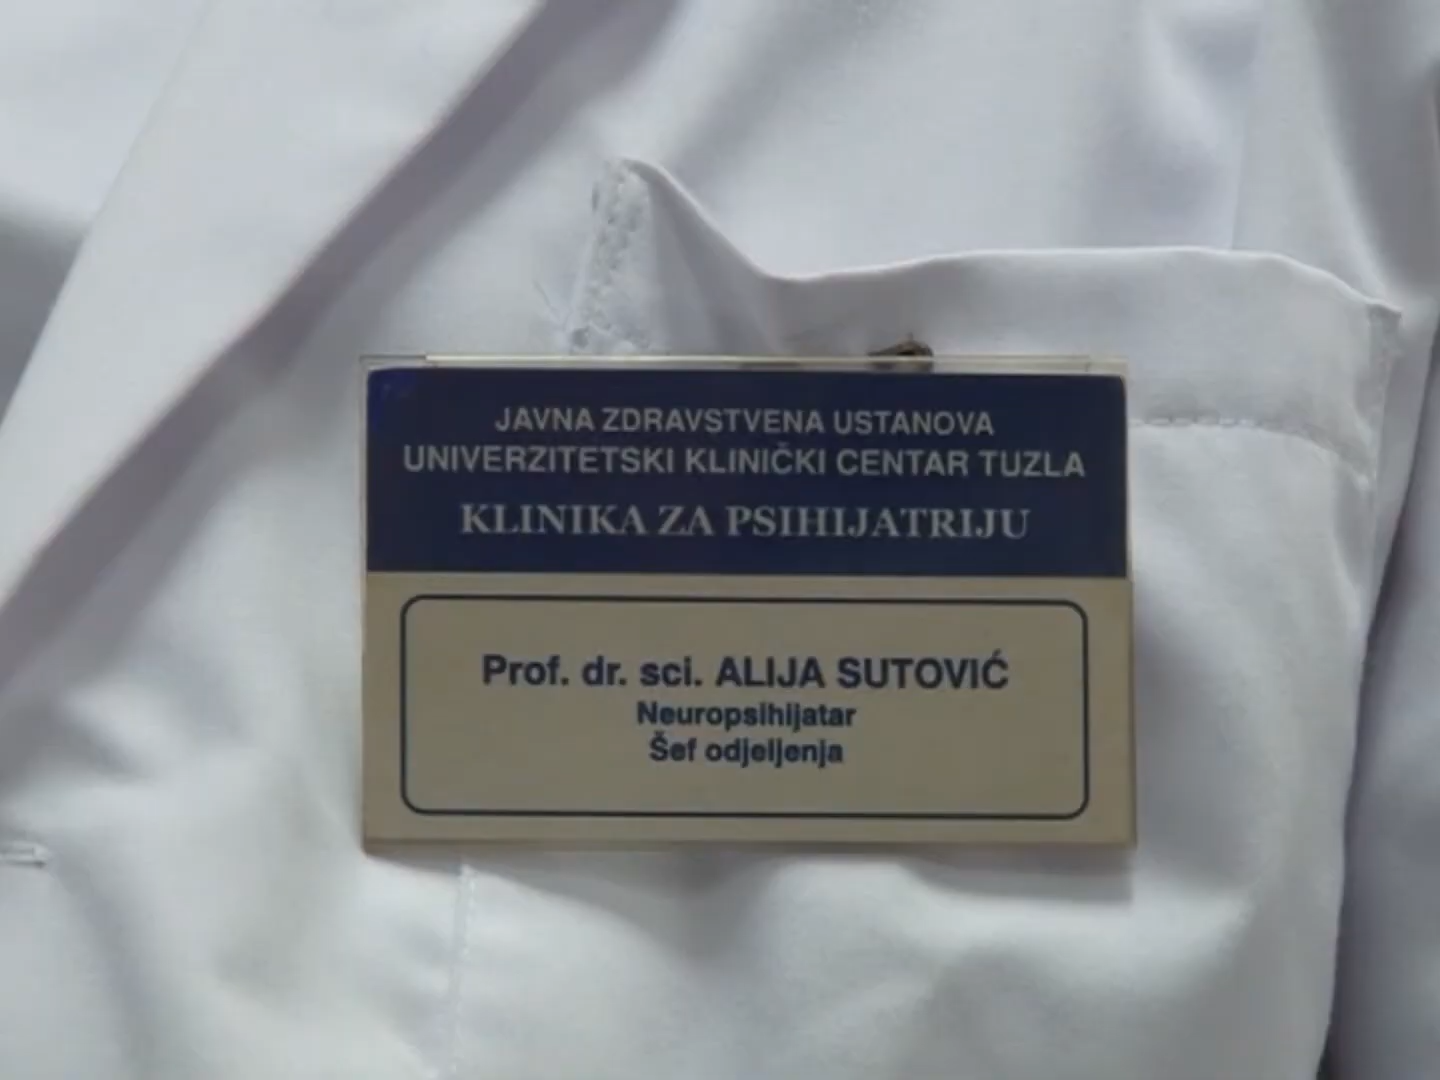 JAVNA ZDRAVSTVENA USTANOVA
UNIVERZITETSKI KLINIČKI CENTAR TUZLA
KLINIKA ZA PSIHIJATRIJU
Prof. dr. sci. ALIJA SUTOVIĆ
Neuropsihijatar
Šef odjeljenja